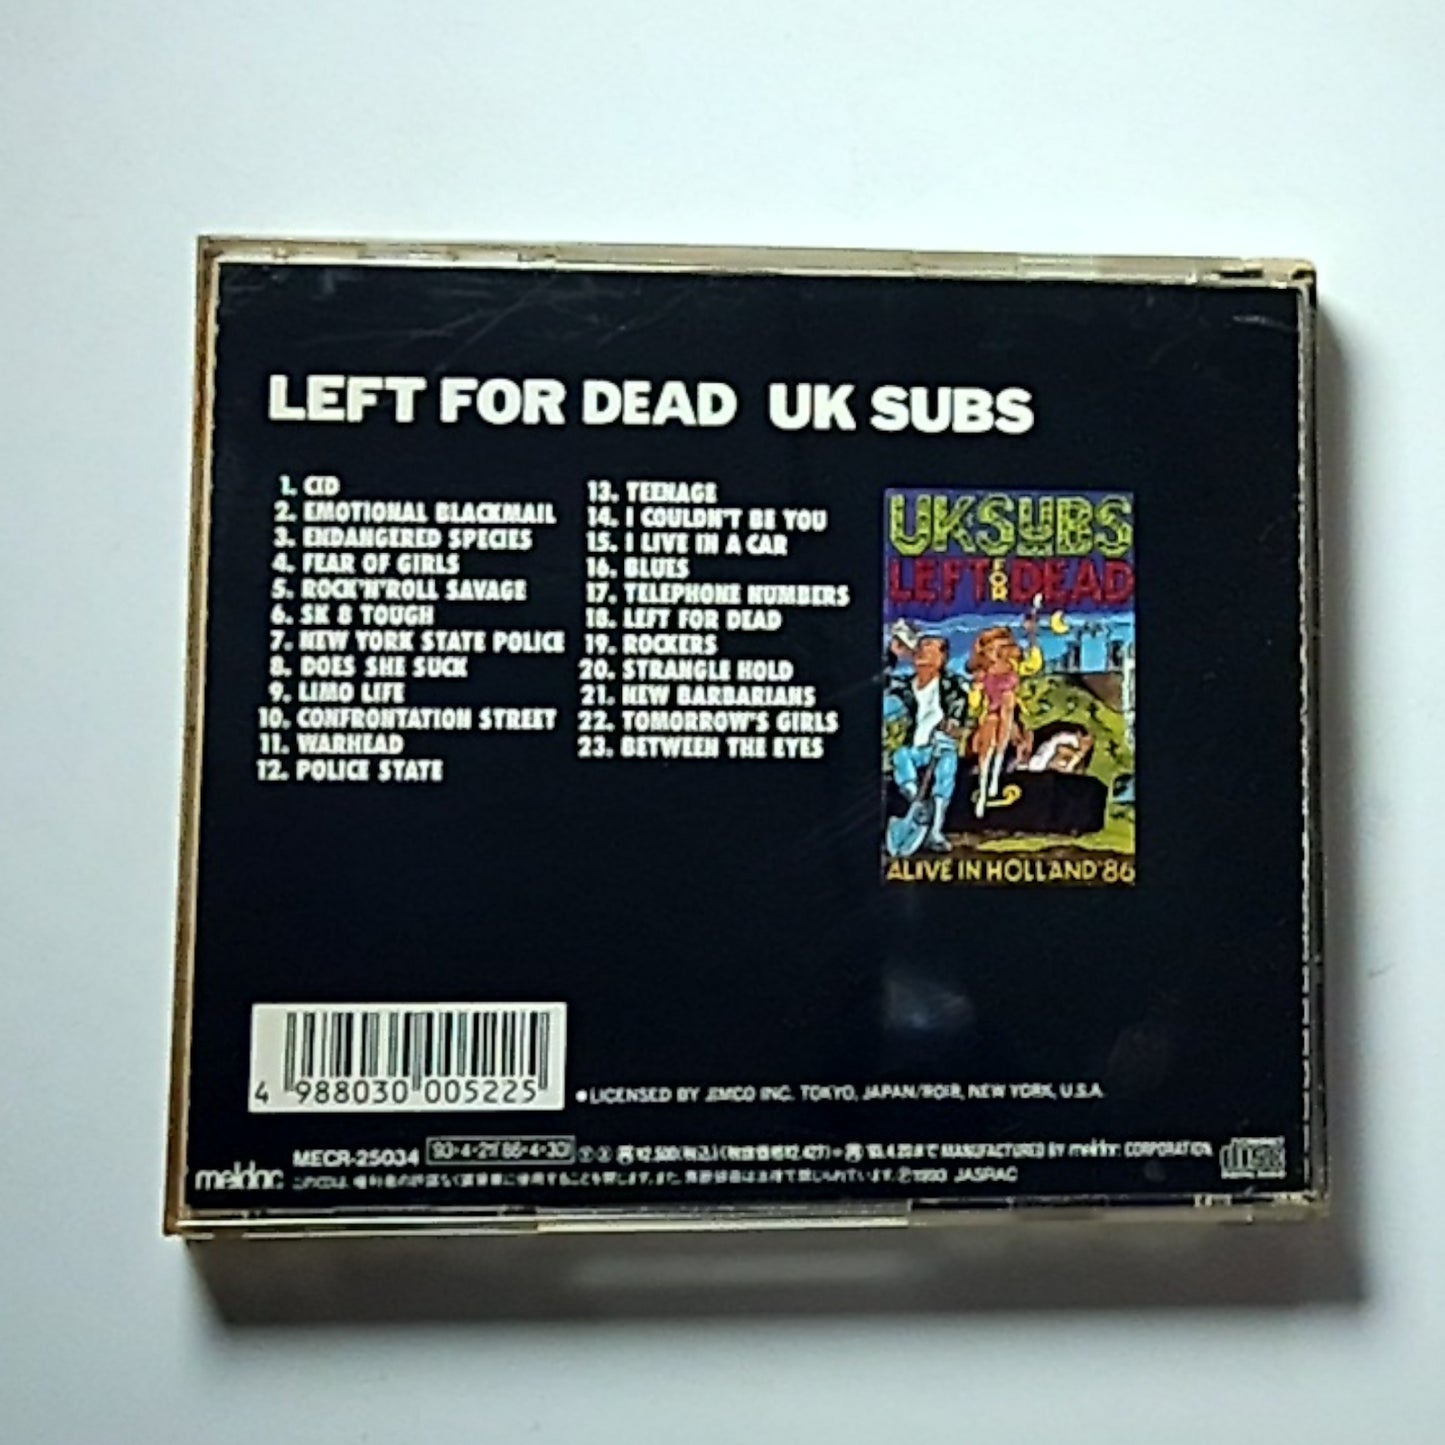 LEFT FOR DEAD UK SUBS
1. CID
2. EMOTIONAL BLACKMAIL
3. ENDANGERED SPECIES
4. FEAR OF GIRLS
5. ROCK'N'ROLL SAVAGE
6. SK 8 TOUGH
7. NEW YORK STATE POLICE
8. DOES SHE SUCK
9. LIMO LIFE
10. CONFRONTATION STREET
11. WARHEAD
12. POLICE STATE
13. TEENAGE
14. I COULDN'T BE YOU
15. I LIVE IN A CAR
16. BLUES
17. TELEPHONE NUMBERS
18. LEFT FOR DEAD
19. ROCKERS
20. STRANGLE HOLD
21. NEW BARBARIANS
22. TOMORROW'S GIRLS
23. BETWEEN THE EYES
UK SUBS
LEFT FOR DEAD
ALIVE IN HOLLAND '86
4 988030 005225
●LICENSED BY JIMCO INC. TOKYO, JAPAN/ROIR, NEW YORK, U.S.A.
meldac
MECR-25034 MANUFACTURED BY meldac CORPORATION
JASRAC